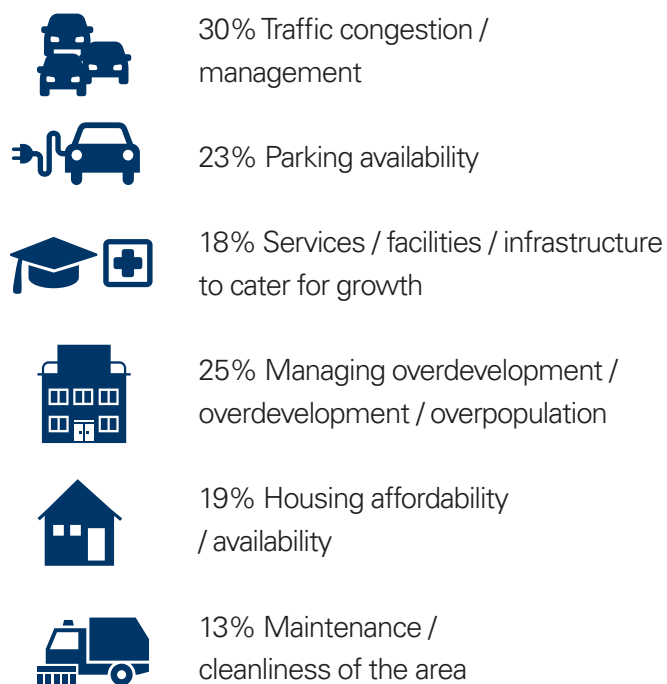 30% Traffic congestion /
management
23% Parking availability
18% Services / facilities / infrastructure
to cater for growth
25% Managing overdevelopment /
overdevelopment / overpopulation
19% Housing affordability
/ availability
13% Maintenance /
cleanliness of the area